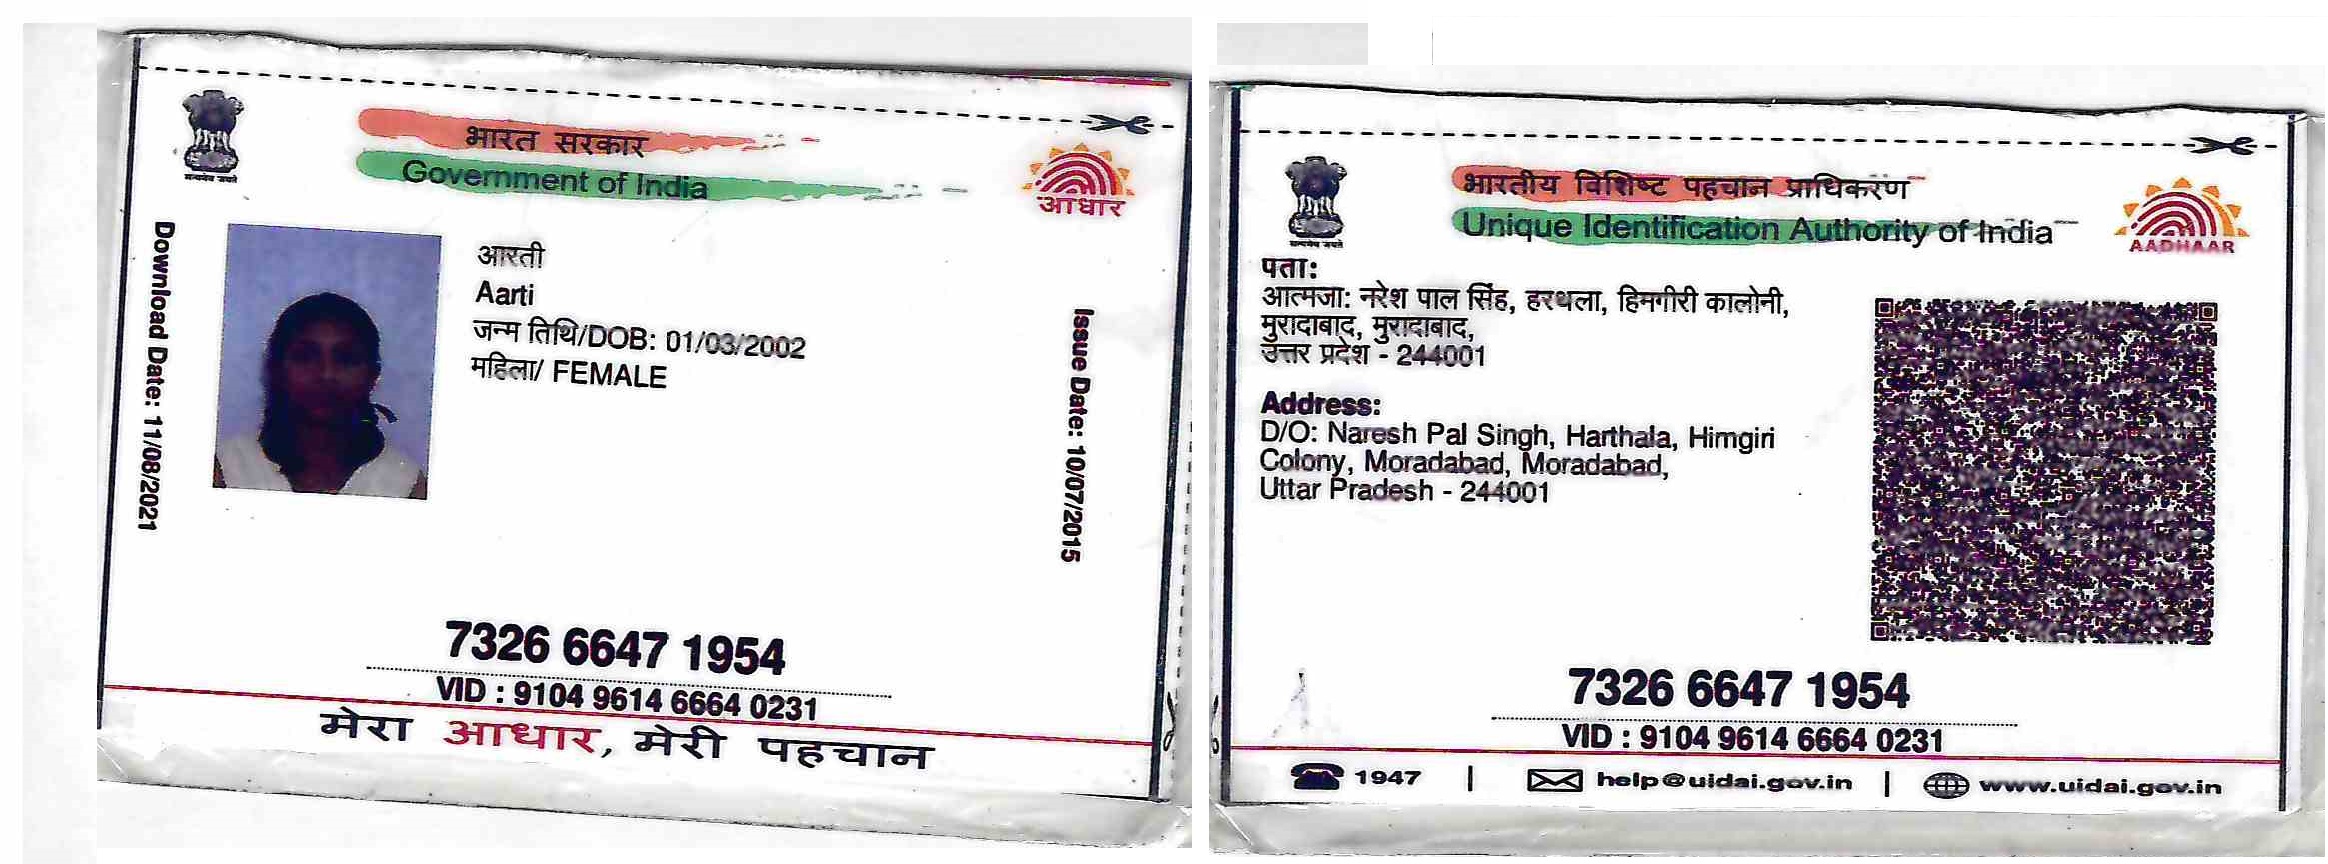 भारत सरकार
Government of India
आधार
Download Date: 11/08/2021
आरती
Aarti
जन्म तिथि/DOB: 01/03/2002
महिला/ FEMALE
Issue Date: 10/07/2015
7326 6647 1954
VID : 9104 9614 6664 0231
मेरा आधार, मेरी पहचान
भारतीय विशिष्ट पहचान प्राधिकरण
Unique Identification Authority of India
AADHAAR
पता:
आत्मजा: नरेश पाल सिंह, हरथला, हिमगीरी कालोनी,
मुरादाबाद, मुरादाबाद,
उत्तर प्रदेश - 244001
Address:
D/O: Naresh Pal Singh, Harthala, Himgiri
Colony, Moradabad, Moradabad,
Uttar Pradesh - 244001
7326 6647 1954
VID : 9104 9614 6664 0231
1947 | help@uidai.gov.in | www.uidai.gov.in